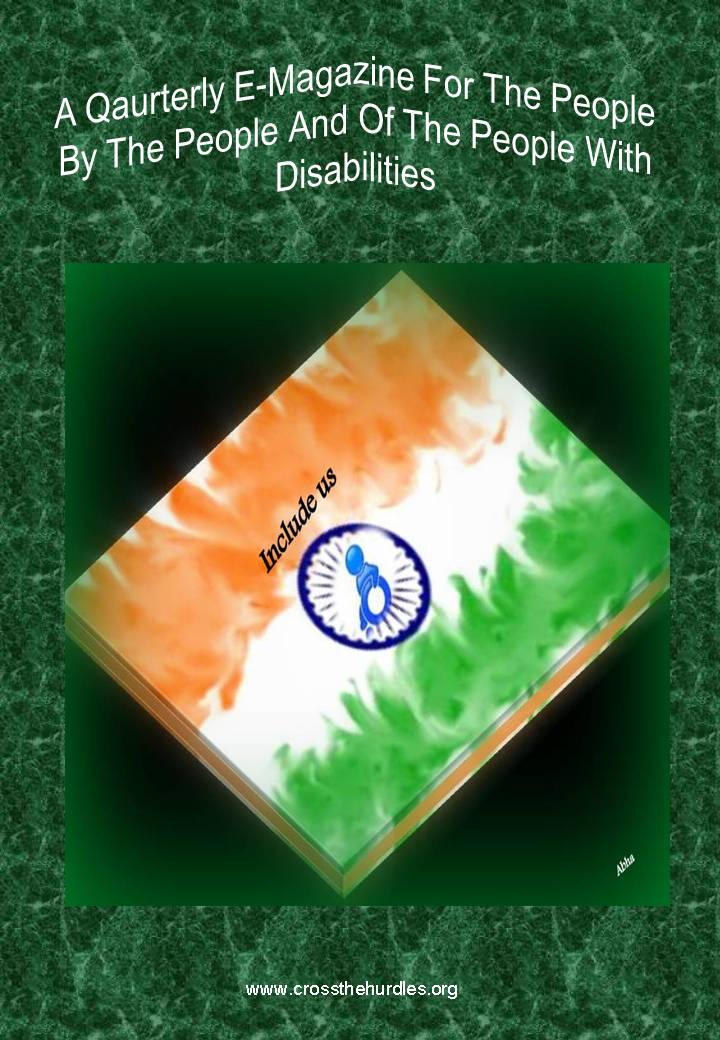 A Qaurterly E-Magazine For The People
By The People And Of The People With
Disabilities
Include us
Abha
www.crossthehurdles.org